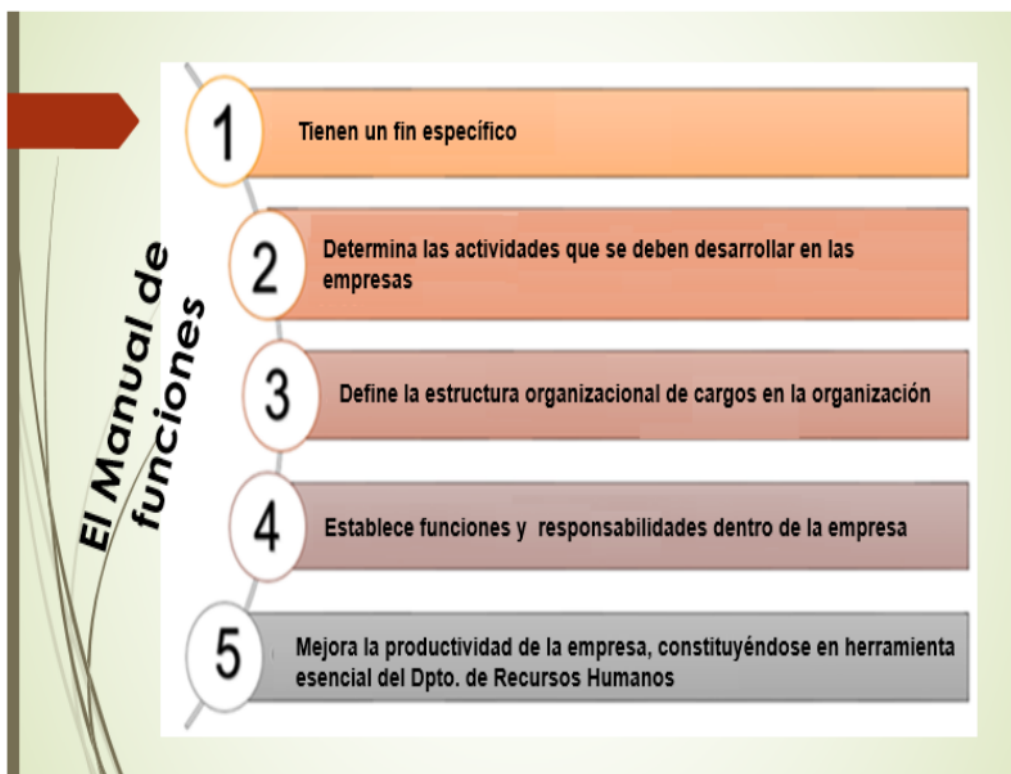 El Manual de
funciones
1
Tienen un fin específico
2
Determina las actividades que se deben desarrollar en las
empresas
3
Define la estructura organizacional de cargos en la organización
4
Establece funciones y responsabilidades dentro de la empresa
5
Mejora la productividad de la empresa, constituyéndose en herramienta
esencial del Dpto. de Recursos Humanos